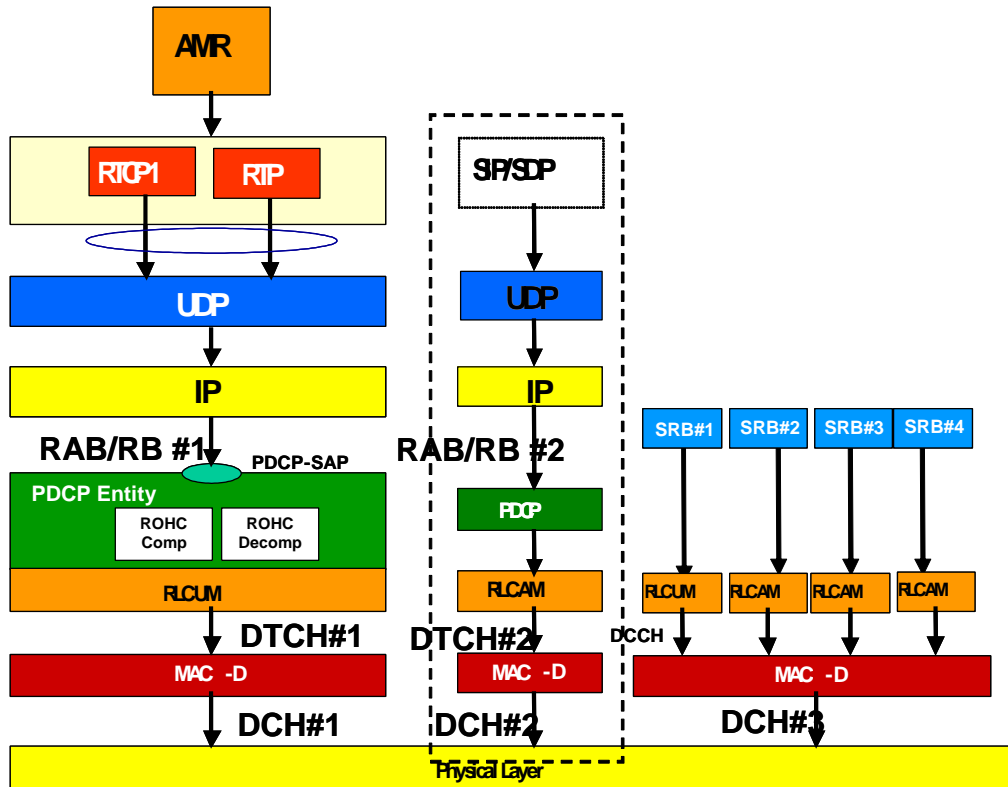 AMR
RTCP1
RTP
UDP
IP
RAB/RB #1
PDCP-SAP
PDCP Entity
ROHC
Comp
ROHC
Decomp
RLCUM
DTCH#1
MAC -D
DCH#1
SIP/SDP
UDP
IP
RAB/RB #2
PDCP
RLCAM
DTCH#2
MAC -D
DCH#2
SRB#1
SRB#2
SRB#3
SRB#4
RLCUM
RLCAM
RLCAM
RLCAM
DCCH
MAC -D
DCH#3
Physical Layer